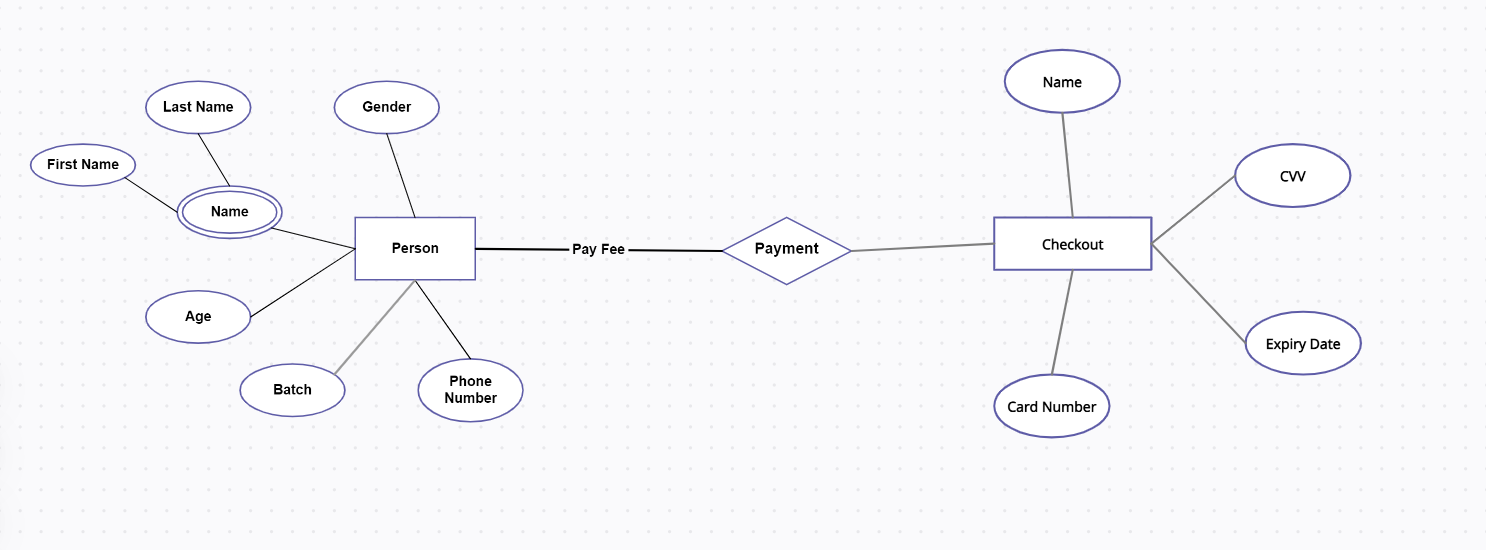 Name
Last Name
Gender
First Name
CVV
Name
Person
Pay Fee
Payment
Checkout
Age
Expiry Date
Batch
Phone
Number
Card Number